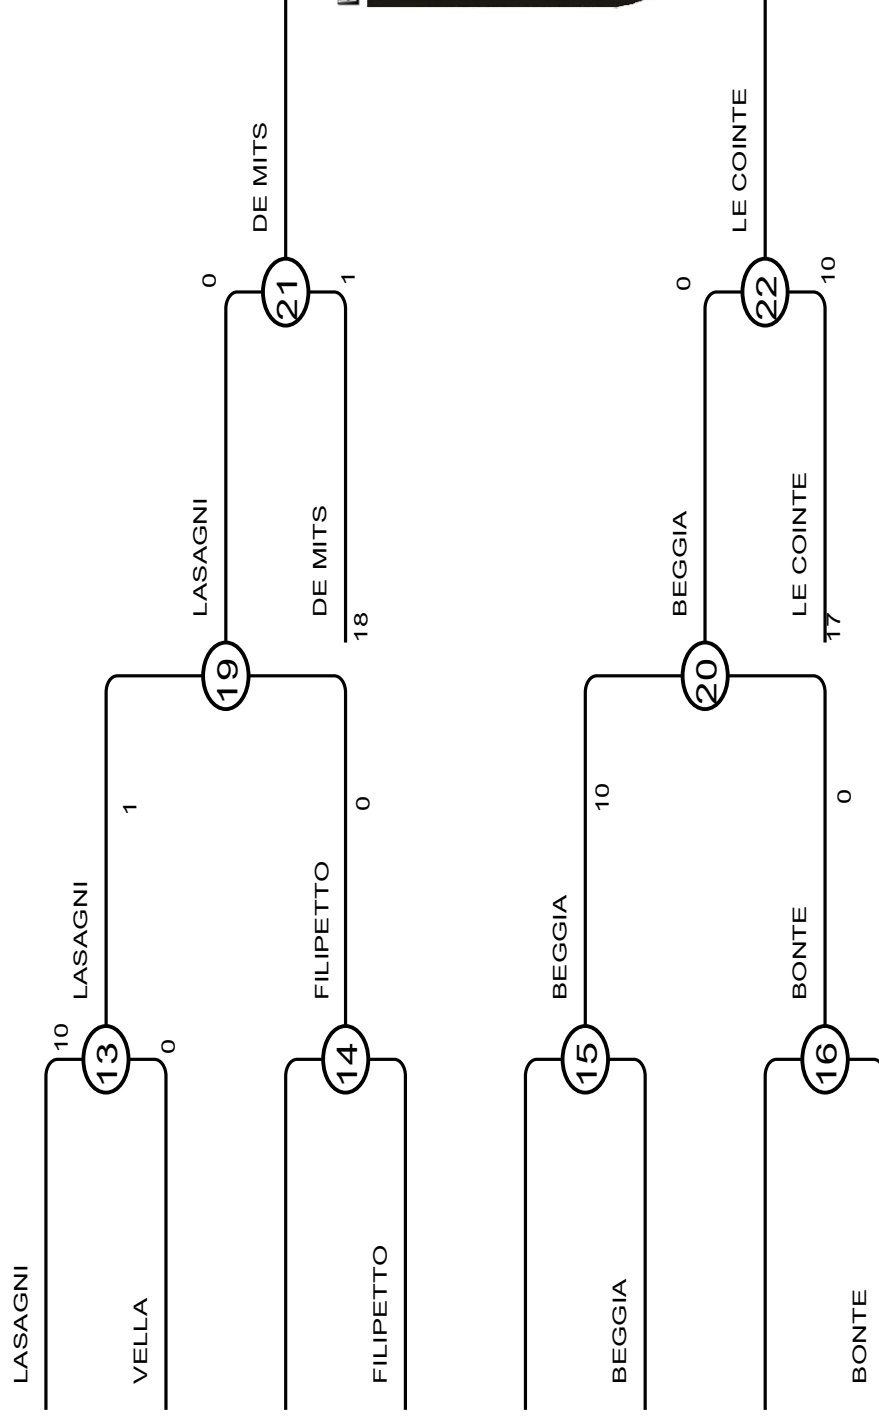 LASAGNI
10
13
0
VELLA
LASAGNI
1
FILIPETTO
14
FILIPETTO
0
19
LASAGNI
0
DE MITS
18
21
1
DE MITS
BEGGIA
15
BEGGIA
10
BONTE
16
BONTE
0
20
BEGGIA
0
LE COINTE
17
22
10
LE COINTE